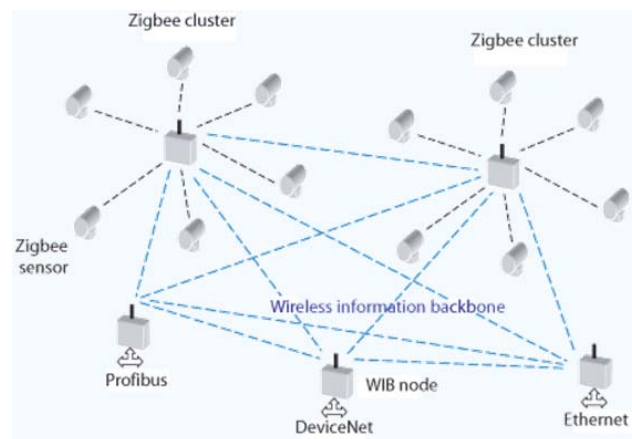 Zigbee cluster
Zigbee cluster
Zigbee
sensor
Wireless information backbone
Profibus
WIB node
DeviceNet
Ethernet